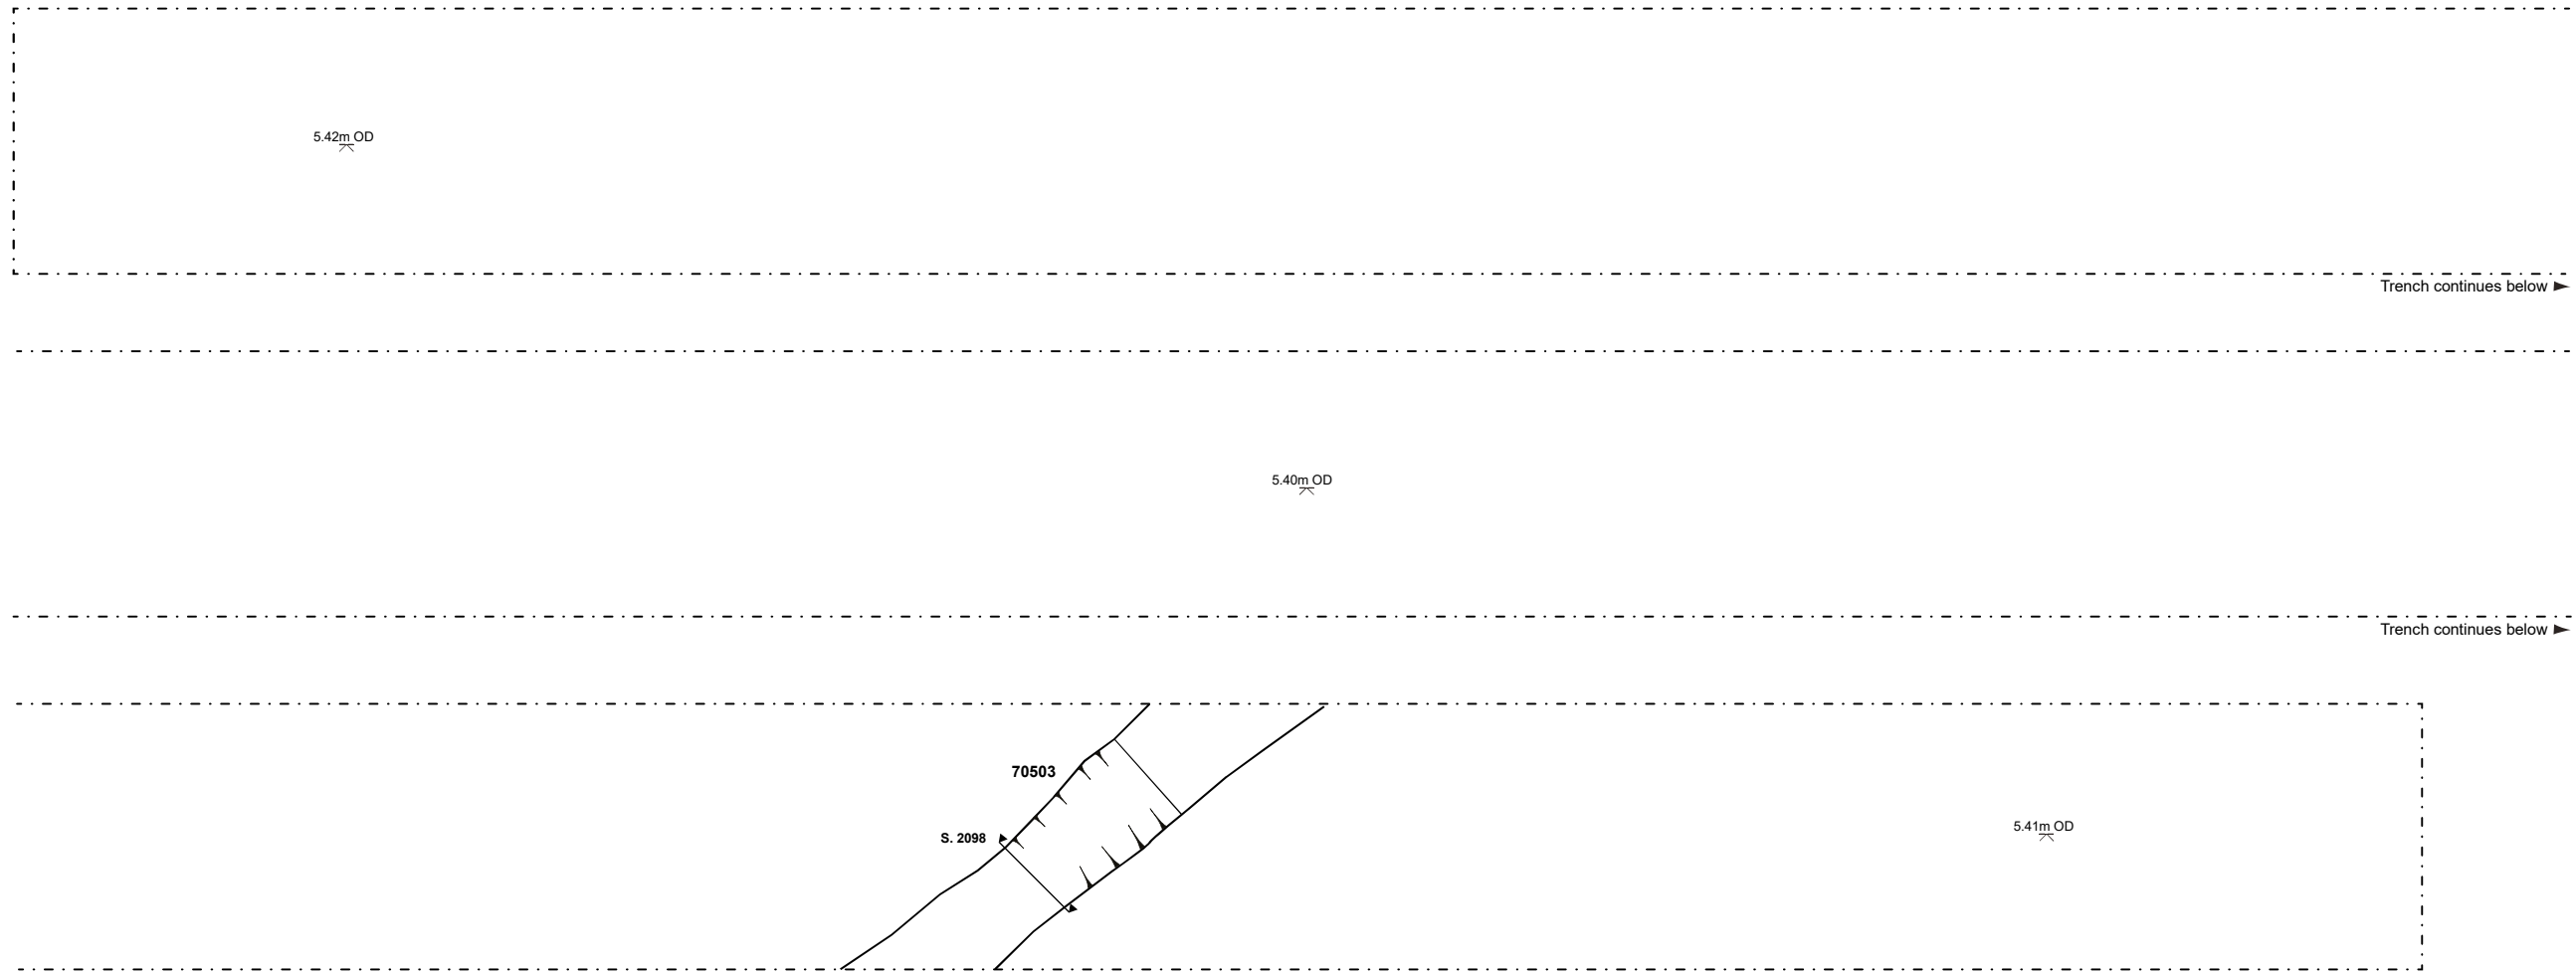 5.42m OD
Trench continues below
5.40m OD
Trench continues below
70503
S. 2098
5.41m OD